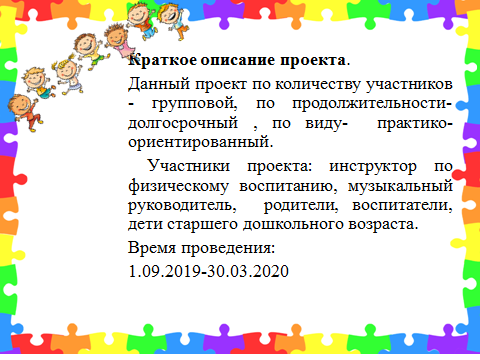 Краткое описание проекта.
Данный проект по количеству участников
- групповой, по продолжительности-
долгосрочный , по виду- практико-
ориентированный.
Участники проекта: инструктор по
физическому воспитанию, музыкальный
руководитель, родители, воспитатели,
дети старшего дошкольного возраста.
Время проведения:
1.09.2019-30.03.2020